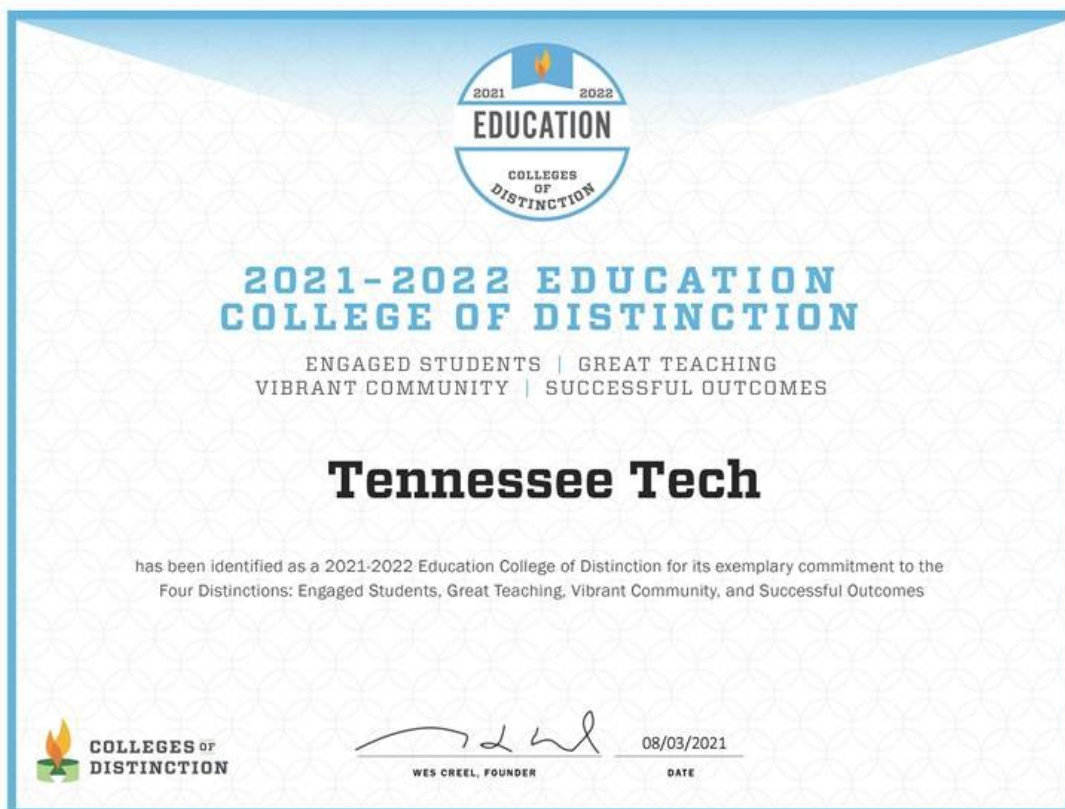 2021 2022
EDUCATION
COLLEGES
OF
DISTINCTION
2021-2022 EDUCATION
COLLEGE OF DISTINCTION
ENGAGED STUDENTS | GREAT TEACHING
VIBRANT COMMUNITY | SUCCESSFUL OUTCOMES
Tennessee Tech
has been identified as a 2021-2022 Education College of Distinction for its exemplary commitment to the
Four Distinctions: Engaged Students, Great Teaching, Vibrant Community, and Successful Outcomes
COLLEGES OF
DISTINCTION
08/03/2021
WES CREEL, FOUNDER
DATE